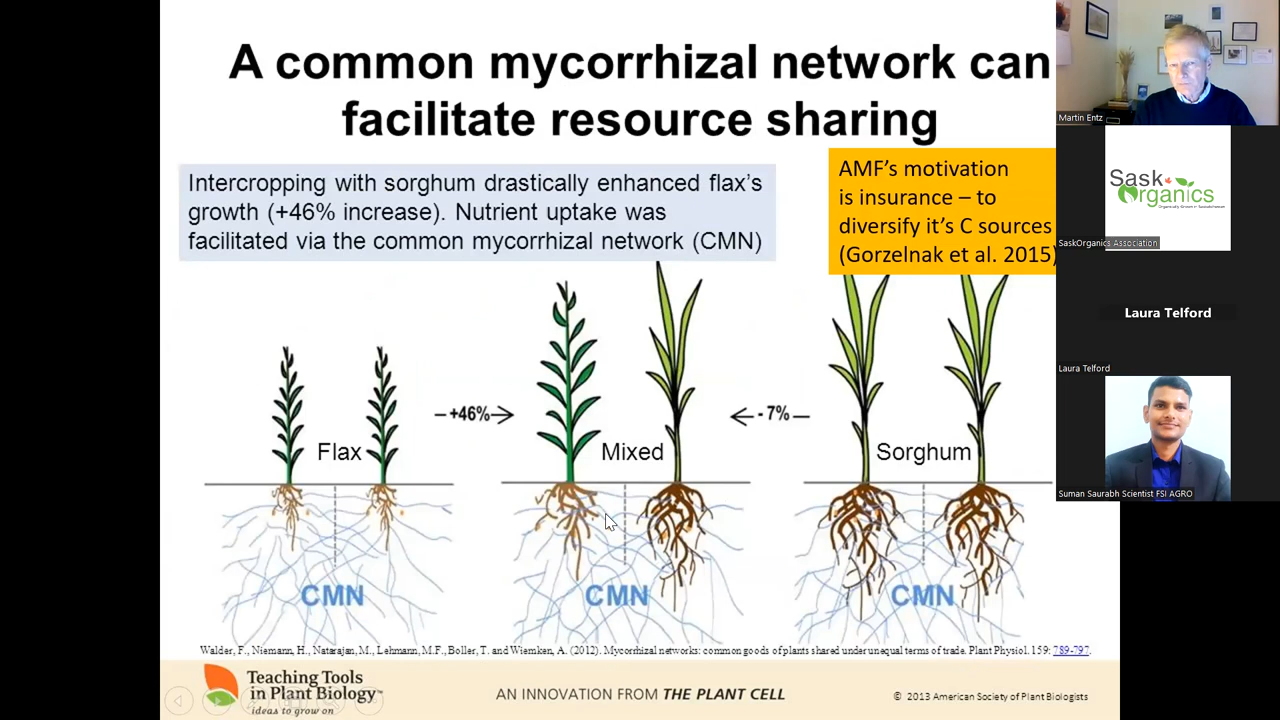 A common mycorrhizal network can
facilitate resource sharing
Intercropping with sorghum drastically enhanced flax's
growth (+46% increase). Nutrient uptake was
facilitated via the common mycorrhizal network (CMN)
AMF's motivation
is insurance – to
diversify it's C sources
(Gorzelnak et al. 2015)
+46%
- 7%
Flax
Mixed
Sorghum
CMN
CMN
CMN
Walder, F., Niemann, H., Natarajan, M., Lehmann, M.F., Boller, T. and Wiemken, A. (2012). Mycorrhizal networks: common goods of plants shared under unequal terms of trade. Plant Physiol. 159: 789-797.
Teaching Tools
in Plant Biology™
ideas to grow on
AN INNOVATION FROM THE PLANT CELL
© 2013 American Society of Plant Biologists
Martin Entz
Sask
Organics
SaskOrganics Association
Laura Telford
Laura Telford
Suman Saurabh Scientist FSI AGRO